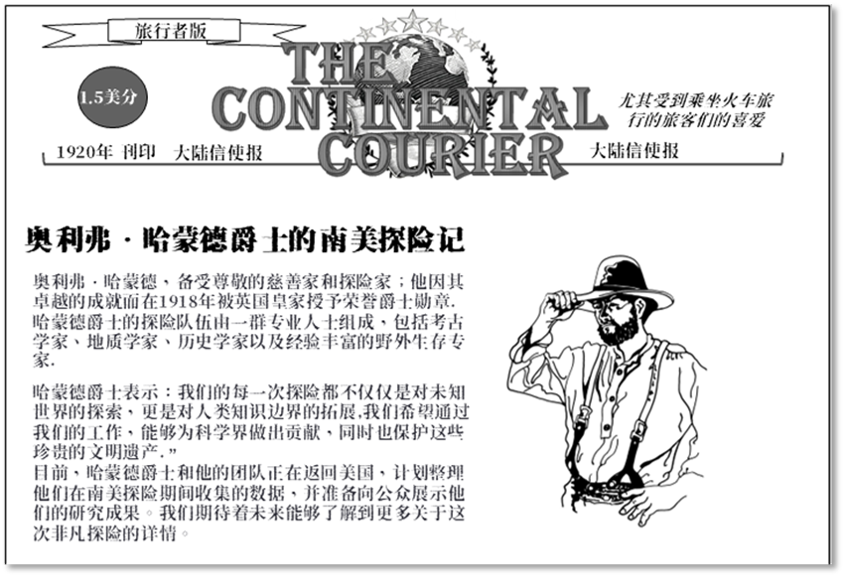 旅行者版
THE
CONTINENTAL
COURIER
1.5美分
尤其受到乘坐火车旅
行的旅客们的喜爱
1920年 刊印 大陆信使报
大陆信使报
奥利弗·哈蒙德爵士的南美探险记
奥利弗·哈蒙德，备受尊敬的慈善家和探险家；他因其
卓越的成就而在1918年被英国皇家授予荣誉爵士勋章.
哈蒙德爵士的探险队伍由一群专业人士组成，包括考古
学家、地质学家、历史学家以及经验丰富的野外生存专
家.
哈蒙德爵士表示：我们的每一次探险都不仅仅是对未知
世界的探索，更是对人类知识边界的拓展.我们希望通过
我们的工作，能够为科学界做出贡献，同时也保护这些
珍贵的文明遗产.”
目前，哈蒙德爵士和他的团队正在返回美国，计划整理
他们在南美探险期间收集的数据，并准备向公众展示他
们的研究成果。我们期待着未来能够了解到更多关于这
次非凡探险的详情。